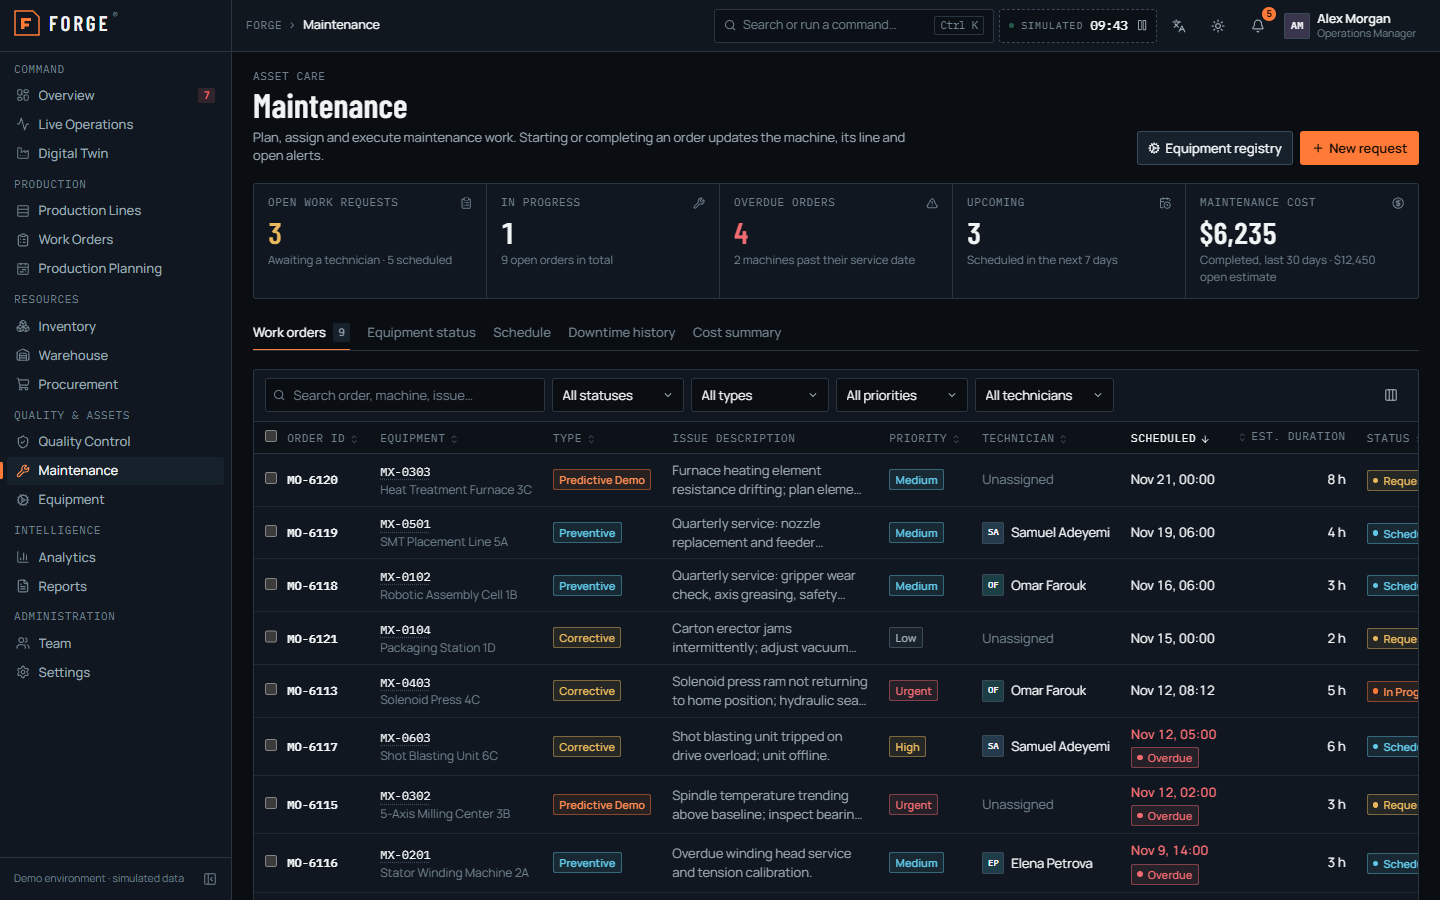 FORGE
COMMAND
Overview 7
Live Operations
Digital Twin
PRODUCTION
Production Lines
Work Orders
Production Planning
RESOURCES
Inventory
Warehouse
Procurement
QUALITY & ASSETS
Quality Control
Maintenance
Equipment
INTELLIGENCE
Analytics
Reports
ADMINISTRATION
Team
Settings
Demo environment · simulated data
FORGE › Maintenance
Search or run a command... Ctrl K
SIMULATED 09:43
5
AM
Alex Morgan
Operations Manager
ASSET CARE
Maintenance
Plan, assign and execute maintenance work. Starting or completing an order updates the machine, its line and
open alerts.
Equipment registry
+ New request
OPEN WORK REQUESTS
3
Awaiting a technician · 5 scheduled
IN PROGRESS
1
9 open orders in total
OVERDUE ORDERS
4
2 machines past their service date
UPCOMING
3
Scheduled in the next 7 days
MAINTENANCE COST
$6,235
Completed, last 30 days · $12,450
open estimate
Work orders 9 Equipment status Schedule Downtime history Cost summary
Search order, machine, issue... All statuses All types All priorities All technicians
ORDER ID EQUIPMENT TYPE ISSUE DESCRIPTION PRIORITY TECHNICIAN SCHEDULED ↓ EST. DURATION STATUS
MO-6120
MX-0303
Heat Treatment Furnace 3C
Predictive Demo
Furnace heating element
resistance drifting; plan eleme...
Medium
Unassigned
Nov 21, 00:00
8 h
Reque
MO-6119
MX-0501
SMT Placement Line 5A
Preventive
Quarterly service: nozzle
replacement and feeder...
Medium
SA Samuel Adeyemi
Nov 19, 06:00
4 h
Sched
MO-6118
MX-0102
Robotic Assembly Cell 1B
Preventive
Quarterly service: gripper wear
check, axis greasing, safety...
Medium
OF Omar Farouk
Nov 16, 06:00
3 h
Sched
MO-6121
MX-0104
Packaging Station 1D
Corrective
Carton erector jams
intermittently; adjust vacuum...
Low
Unassigned
Nov 15, 00:00
2 h
Reque
MO-6113
MX-0403
Solenoid Press 4C
Corrective
Solenoid press ram not returning
to home position; hydraulic sea...
Urgent
OF Omar Farouk
Nov 12, 08:12
5 h
In Prog
MO-6117
MX-0603
Shot Blasting Unit 6C
Corrective
Shot blasting unit tripped on
drive overload; unit offline.
High
SA Samuel Adeyemi
Nov 12, 05:00
Overdue
6 h
Sched
MO-6115
MX-0302
5-Axis Milling Center 3B
Predictive Demo
Spindle temperature trending
above baseline; inspect bearin...
Urgent
Unassigned
Nov 12, 02:00
Overdue
3 h
Reque
MO-6116
MX-0201
Stator Winding Machine 2A
Preventive
Overdue winding head service
and tension calibration.
Medium
EP Elena Petrova
Nov 9, 14:00
Overdue
3 h
Sched